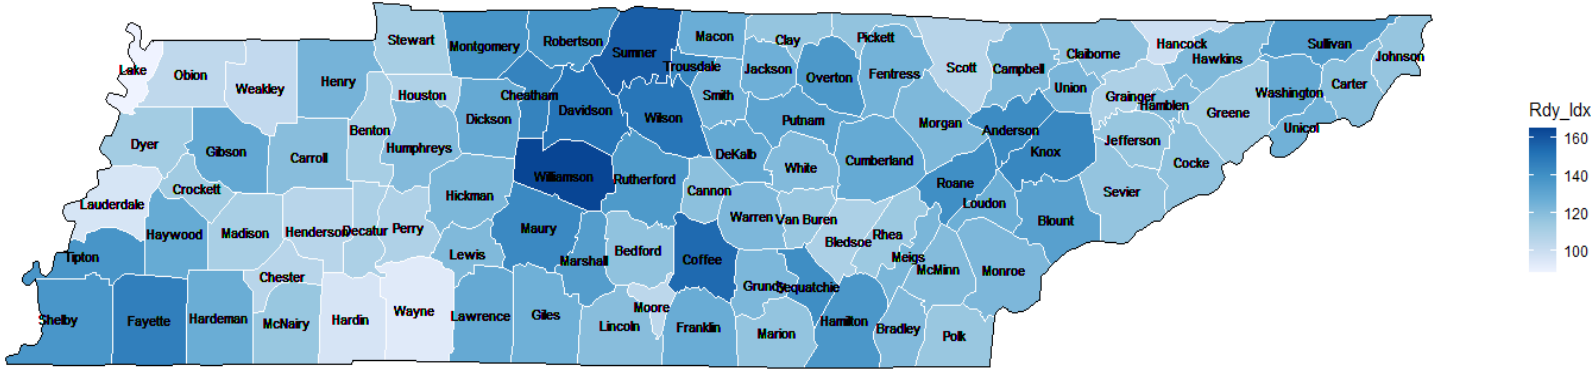 Stewart
Montgomery
Robertson
Sumner
Macon
Clay
Pickett
Hancock
Sullivan
Johnson
Lake
Obion
Weakley
Henry
Houston
Cheatham
Trousdale
Jackson
Overton
Fentress
Scott
Campbell
Claiborne
Hawkins
Union
Grainger
Hamblen
Greene
Washington
Carter
Unicoi
Dickson
Davidson
Wilson
Smith
Putnam
Morgan
Anderson
Knox
Jefferson
Cocke
Dyer
Gibson
Carroll
Benton
Humphreys
Williamson
Rutherford
DeKalb
White
Cumberland
Roane
Loudon
Sevier
Crockett
Lauderdale
Hickman
Cannon
Blount
Haywood
Madison
Henderson
Decatur
Perry
Maury
Warren
Van Buren
Bledsoe
Rhea
Meigs
Tipton
Lewis
Marshall
Bedford
Coffee
McMinn
Monroe
Chester
Grundy
Sequatchie
Shelby
Fayette
Hardeman
McNairy
Hardin
Wayne
Lawrence
Giles
Lincoln
Moore
Franklin
Marion
Hamilton
Bradley
Polk
Rdy_Idx
160
140
120
100